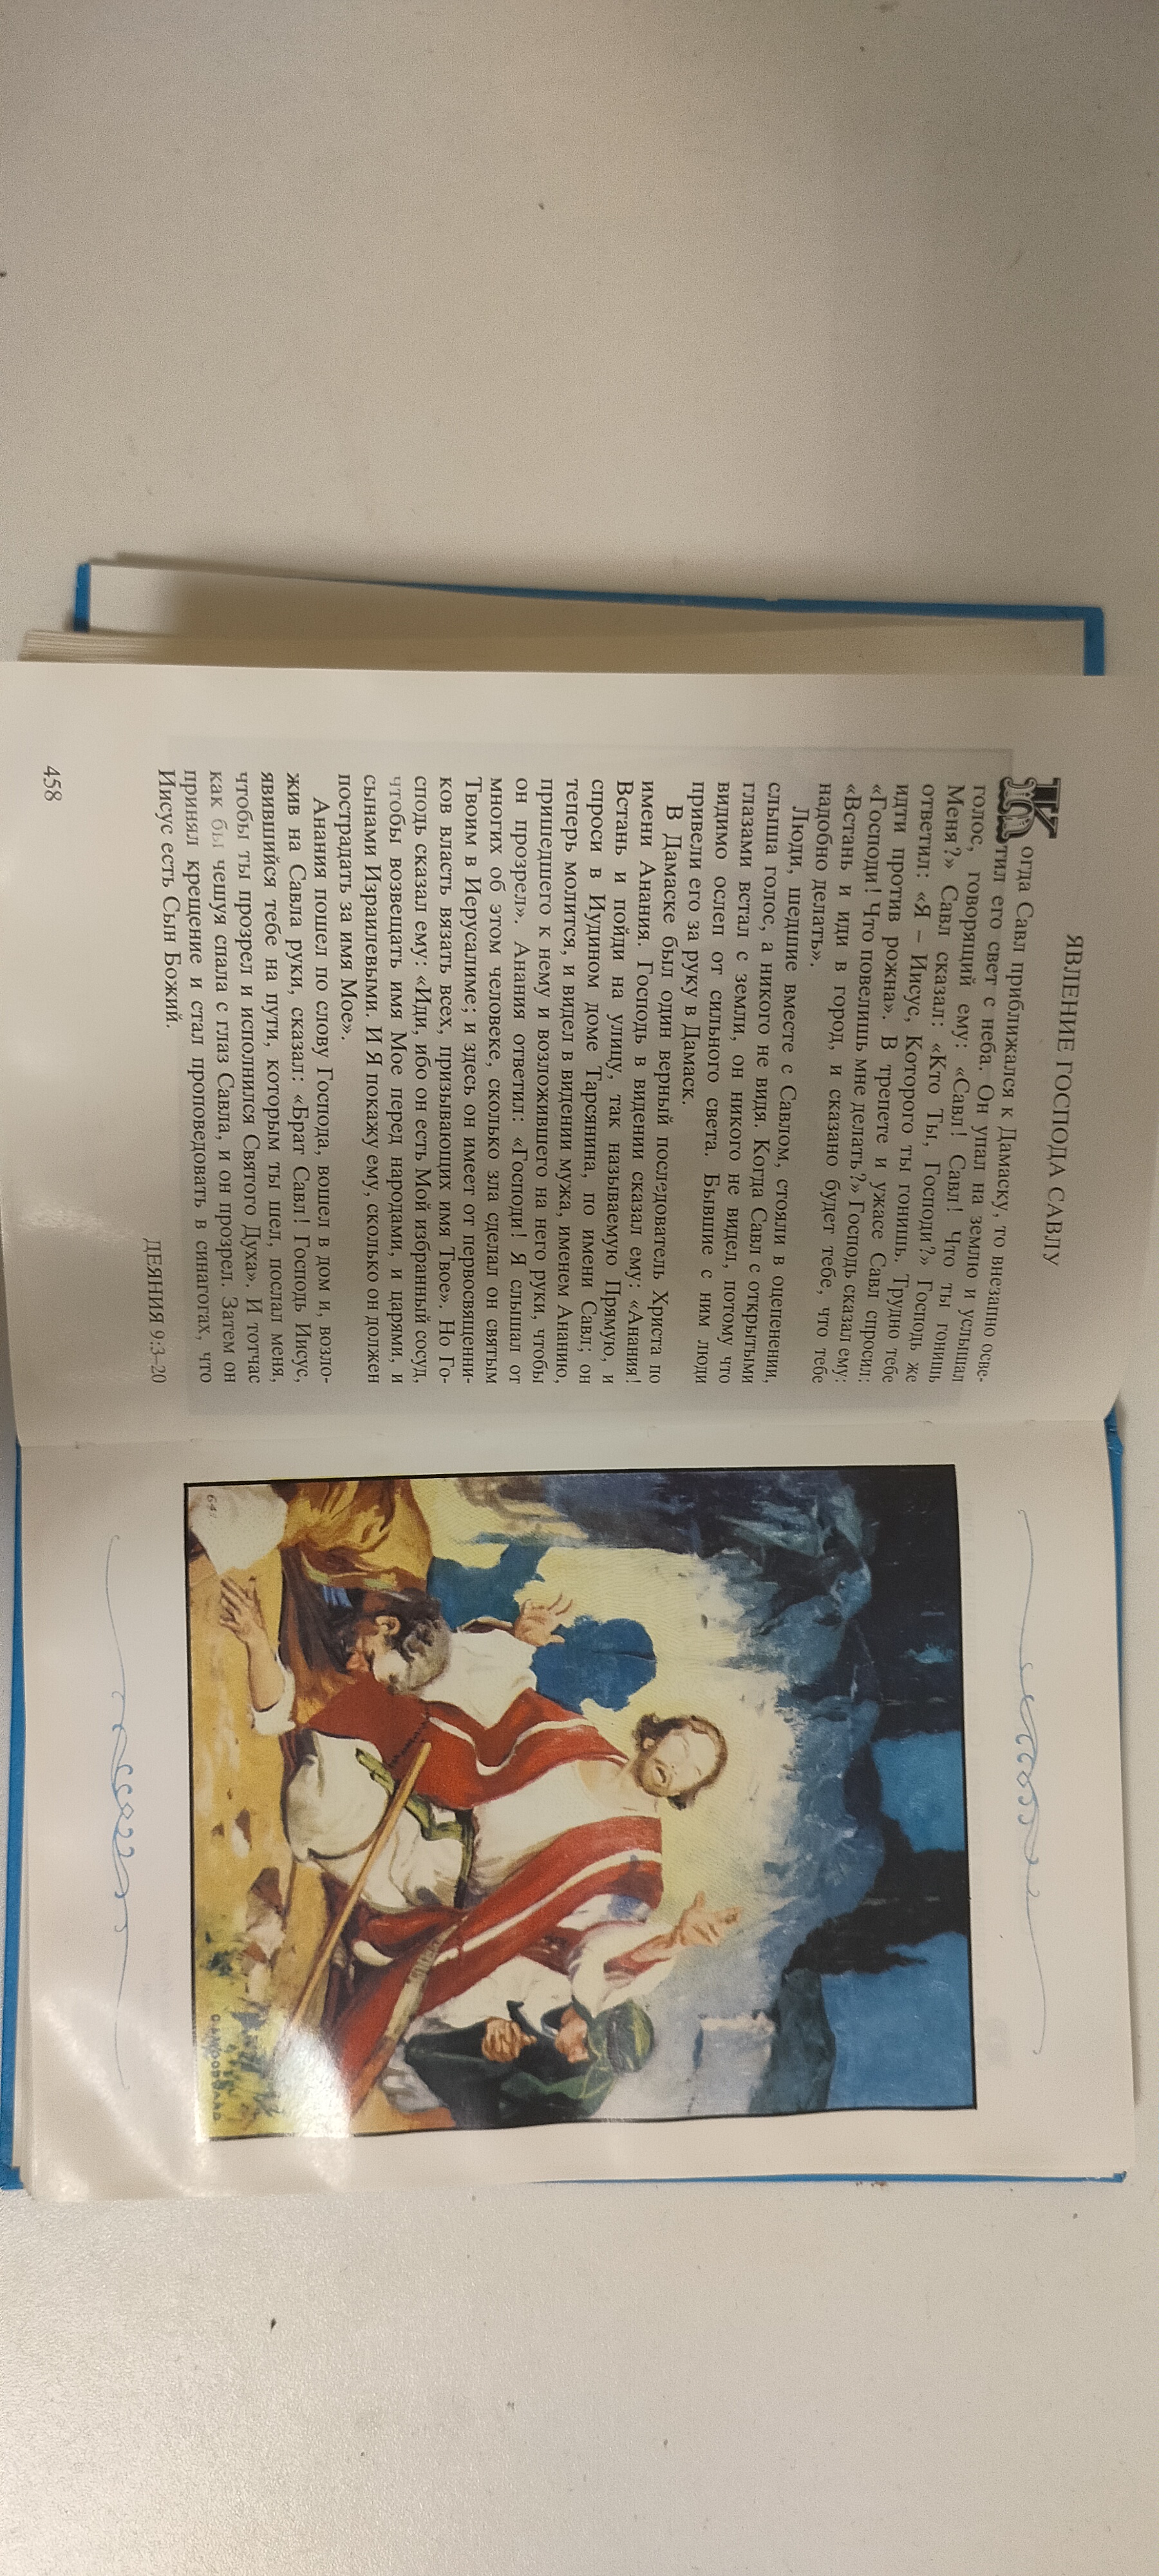 ЯВЛЕНИЕ ГОСПОДА САВЛУ
Когда Савл приближался к Дамаску, то внезапно осве-
тил его свет с неба. Он упал на землю и услышал
голос, говорящий ему: «Савл! Савл! Что ты гонишь
Меня?» Савл сказал: «Кто Ты, Господи?» Господь же
ответил: «Я – Иисус, Которого ты гонишь. Трудно тебе
идти против рожна». В трепете и ужасе Савл спросил:
«Господи! Что повелишь мне делать?» Господь сказал ему:
«Встань и иди в город, и сказано будет тебе, что тебе
надобно делать».
Люди, шедшие вместе с Савлом, стояли в оцепенении,
слыша голос, а никого не видя. Когда Савл с открытыми
глазами встал с земли, он никого не видел, потому что
видимо ослеп от сильного света. Бывшие с ним люди
привели его за руку в Дамаск.
В Дамаске был один верный последователь Христа по
имени Анания. Господь в видении сказал ему: «Анания!
Встань и пойди на улицу, так называемую Прямую, и
спроси в Иудином доме Тарсянина, по имени Савл; он
теперь молится, и видел в видении мужа, именем Ананию,
пришедшего к нему и возложившего на него руки, чтобы
он прозрел». Анания ответил: «Господи! Я слышал от
многих об этом человеке, сколько зла сделал он святым
Твоим в Иерусалиме; и здесь он имеет от первосвященни-
ков власть вязать всех, призывающих имя Твое». Но Го-
сподь сказал ему: «Иди, ибо он есть Мой избранный сосуд,
чтобы возвещать имя Мое перед народами, и царями, и
сынами Израилевыми. И Я покажу ему, сколько он должен
пострадать за имя Мое».
Анания пошел по слову Господа, вошел в дом и, возло-
жив на Савла руки, сказал: «Брат Савл! Господь Иисус,
явившийся тебе на пути, которым ты шел, послал меня,
чтобы ты прозрел и исполнился Святого Духа». И тотчас
как бы чешуя спала с глаз Савла, и он прозрел. Затем он
принял крещение и стал проповедовать в синагогах, что
Иисус есть Сын Божий.
ДЕЯНИЯ 9:3–20
458